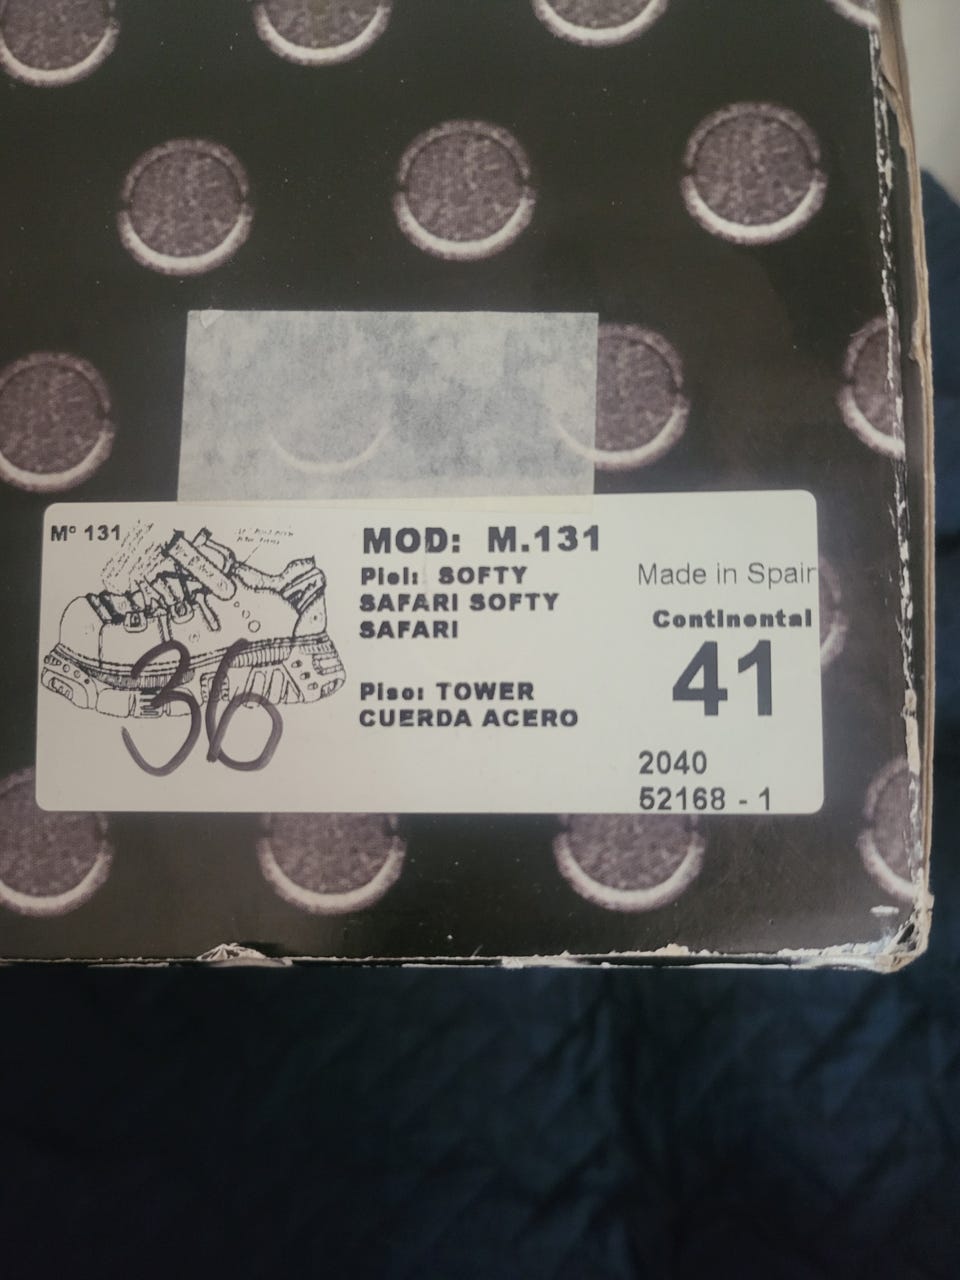 Mº 131
MOD: M.131
Piel: SOFTY
SAFARI SOFTY
SAFARI
Piso: TOWER
CUERDA ACERO
Made in Spain
Continental
41
2040
52168 - 1
36